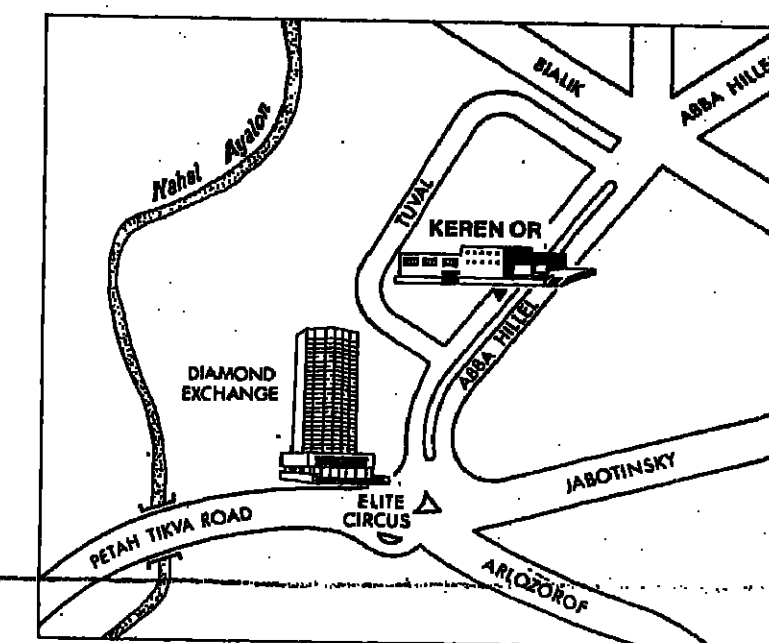 BIALIK
ABBA HILLEL
Nahal Ayalon
TUVAL
KEREN OR
ABBA HILLEL
DIAMOND
EXCHANGE
JABOTINSKY
ELITE
CIRCUS
PETAH TIKVA ROAD
ARLOZOROF